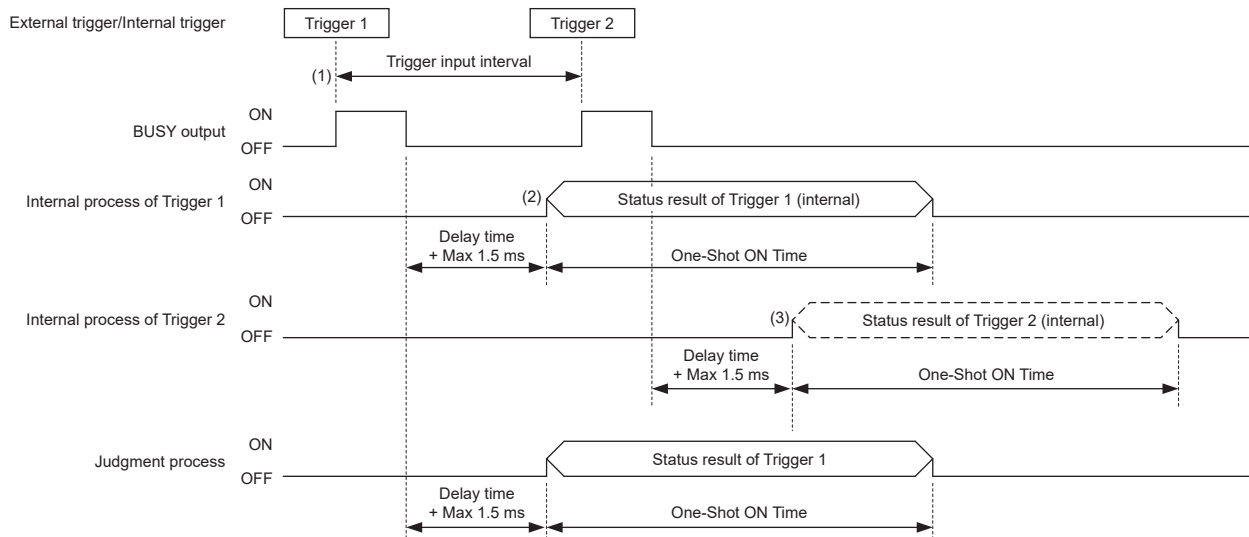 External trigger/Internal trigger
Trigger 1
Trigger 2
(1)
Trigger input interval
BUSY output
ON
OFF
Internal process of Trigger 1
ON
OFF
(2)
Status result of Trigger 1 (internal)
Delay time
+ Max 1.5 ms
One-Shot ON Time
Internal process of Trigger 2
ON
OFF
(3)
Status result of Trigger 2 (internal)
Delay time
+ Max 1.5 ms
One-Shot ON Time
Judgment process
ON
OFF
Status result of Trigger 1
Delay time
+ Max 1.5 ms
One-Shot ON Time